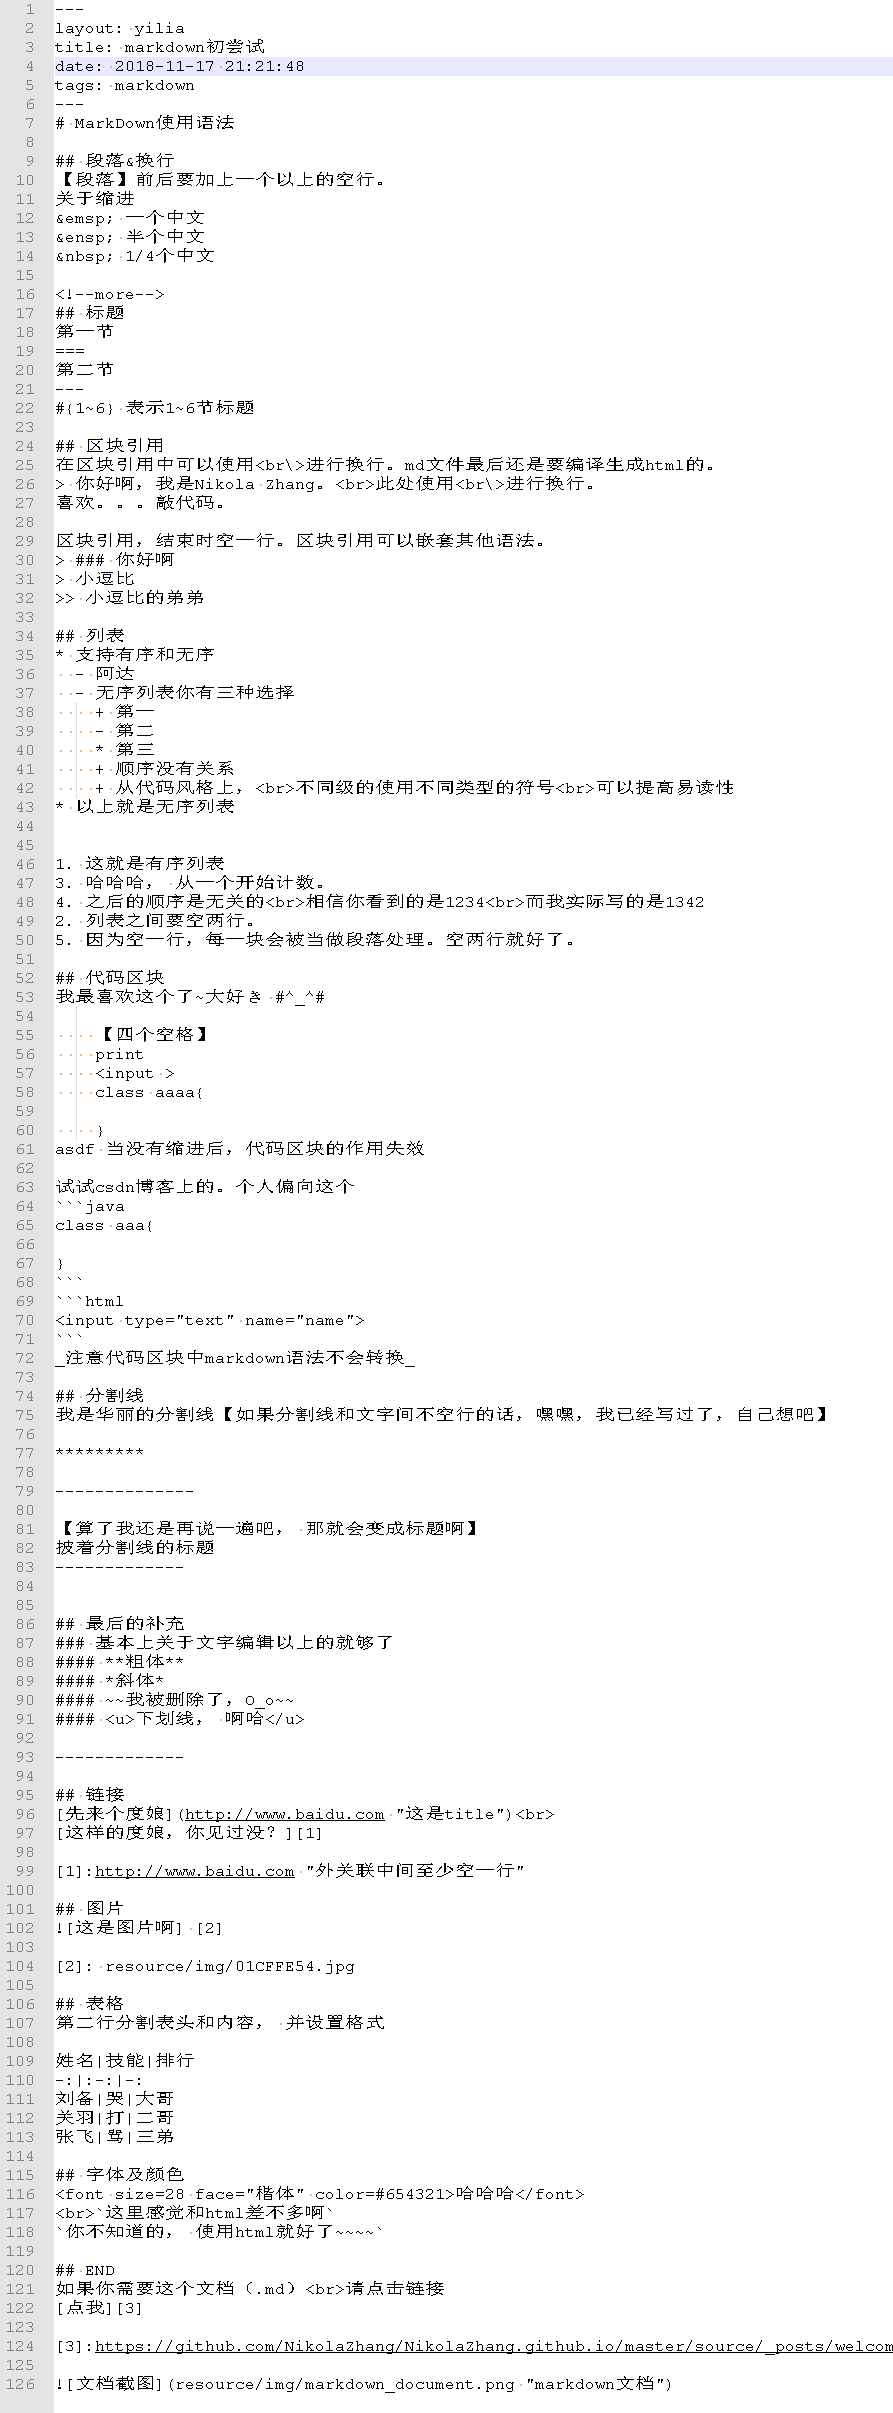 1 ---
2 layout: yilia
3 title: markdown初尝试
4 date: 2018-11-17 21:21:48
5 tags: markdown
6 ---
7 # MarkDown使用语法
8
9 ## 段落&换行
10 【段落】前后要加上一个以上的空行。
11 关于缩进
12 &emsp; 一个中文
13 &ensp; 半个中文
14 &nbsp; 1/4个中文
15
16 <!--more-->
17 ## 标题
18 第一节
19 ===
20 第二节
21 ---
22 #{1~6} 表示1~6节标题
23
24 ## 区块引用
25 在区块引用中可以使用<br\>进行换行。md文件最后还是要编译生成html的。
26 > 你好啊，我是Nikola Zhang。<br>此处使用<br\>进行换行。
27 喜欢。。。敲代码。
28
29 区块引用，结束时空一行。区块引用可以嵌套其他语法。
30 > ### 你好啊
31 > 小逗比
32 >> 小逗比的弟弟
33
34 ## 列表
35 * 支持有序和无序
36   - 阿达
37   - 无序列表你有三种选择
38     + 第一
39     - 第二
40     * 第三
41     + 顺序没有关系
42     + 从代码风格上，<br>不同级的使用不同类型的符号<br>可以提高易读性
43 * 以上就是无序列表
44
45
46 1. 这就是有序列表
47 3. 哈哈哈， 从一个开始计数。
48 4. 之后的顺序是无关的<br>相信你看到的是1234<br>而我实际写的是1342
49 2. 列表之间要空两行。
50 5. 因为空一行，每一块会被当做段落处理。空两行就好了。
51
52 ## 代码区块
53 我最喜欢这个了~大好き #^_^#
54
55     【四个空格】
56     print
57     <input >
58     class aaaa{
59
60     }
61 asdf 当没有缩进后，代码区块的作用失效
62
63 试试csdn博客上的。个人偏向这个
64 ```java
65 class aaa{
66
67 }
68 ```
69 ```html
70 <input type="text" name="name">
71 ```
72 _注意代码区块中markdown语法不会转换_
73
74 ## 分割线
75 我是华丽的分割线【如果分割线和文字间不空行的话，嘿嘿，我已经写过了，自己想吧】
76
77 *********
78
79 --------------
80
81 【算了我还是再说一遍吧， 那就会变成标题啊】
82 披着分割线的标题
83 -------------
84
85
86 ## 最后的补充
87 ### 基本上关于文字编辑以上的就够了
88 #### **粗体**
89 #### *斜体*
90 #### ~~我被删除了，O_o~~
91 #### <u>下划线， 啊哈</u>
92
93 -------------
94
95 ## 链接
96 [先来个度娘](http://www.baidu.com "这是title")<br>
97 [这样的度娘，你见过没？][1]
98
99 [1]:http://www.baidu.com "外关联中间至少空一行"
100
101 ## 图片
102 ![这是图片啊] [2]
103
104 [2]: resource/img/01CFFE54.jpg
105
106 ## 表格
107 第二行分割表头和内容， 并设置格式
108
109 姓名|技能|排行
110 -:|:-:|-:
111 刘备|哭|大哥
112 关羽|打|二哥
113 张飞|骂|三弟
114
115 ## 字体及颜色
116 <font size=28 face="楷体" color=#654321>哈哈哈</font>
117 <br>`这里感觉和html差不多啊`
118 `你不知道的， 使用html就好了~~~~`
119
120 ## END
121 如果你需要这个文档（.md）<br>请点击链接
122 [点我][3]
123
124 [3]:https://github.com/NikolaZhang/NikolaZhang.github.io/master/source/_posts/welcom
125
126 ![文档截图](resource/img/markdown_document.png "markdown文档")